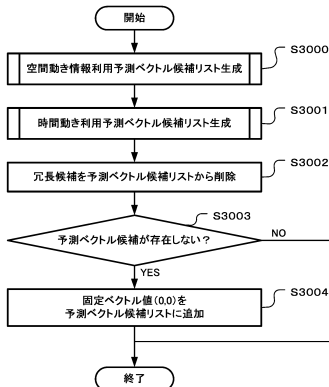 開始
空間動き情報利用予測ベクトル候補リスト生成
S3000
時間動き利用予測ベクトル候補リスト生成
S3001
冗長候補を予測ベクトル候補リストから削除
S3002
予測ベクトル候補が存在しない?
S3003
NO
YES
固定ベクトル値(0,0)を
予測ベクトル候補リストに追加
S3004
終了